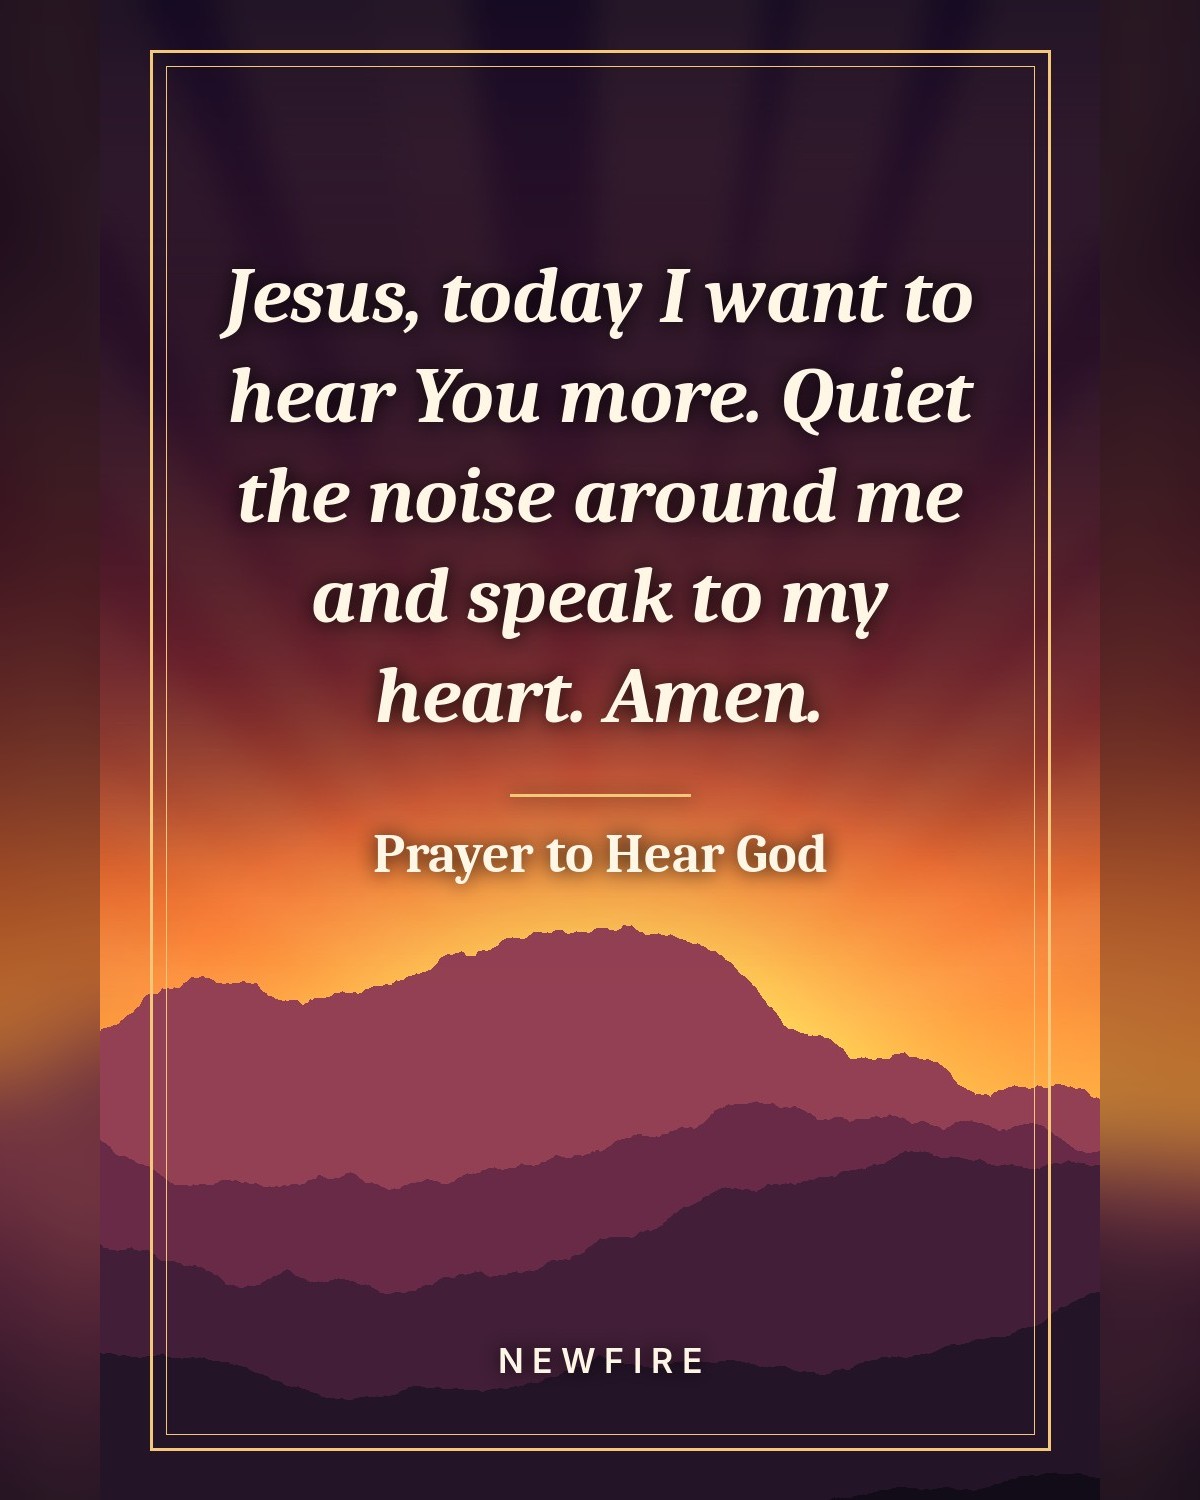 Jesus, today I want to
hear You more. Quiet
the noise around me
and speak to my
heart. Amen.
Prayer to Hear God
NEWFIRE